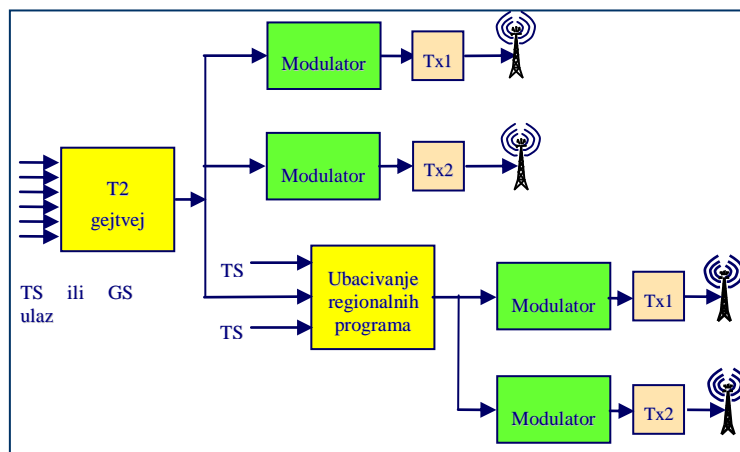 Modulator
Tx1
Modulator
Tx2
T2
gejtvej
TS ili GS
ulaz
TS
TS
Ubacivanje
regionalnih
programa
Modulator
Tx1
Modulator
Tx2